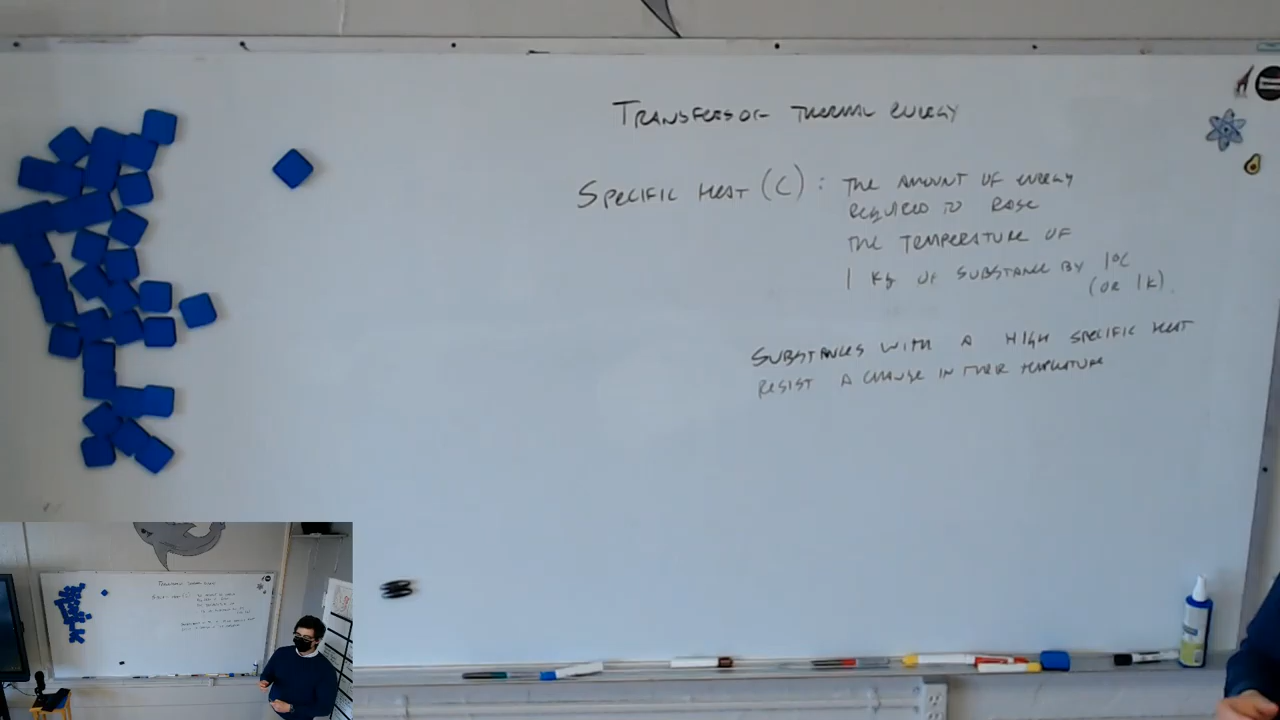 TRANSFERS OF THERMAL ENERGY
SPECIFIC HEAT (C) : THE AMOUNT OF ENERGY
REQUIRED TO RAISE
THE TEMPERATURE OF
1 Kg OF SUBSTANCE BY 1°C
(OR 1K).
SUBSTANCES WITH A HIGH SPECIFIC HEAT
RESIST A CHANGE IN THEIR TEMPERATURE